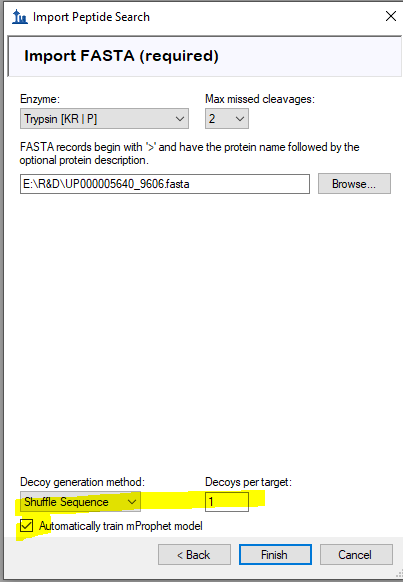 Import Peptide Search
Import FASTA (required)
Enzyme: Max missed cleavages:
Trypsin [KR | P] 2
FASTA records begin with '>' and have the protein name followed by the
optional protein description.
E:\R&D\UP000005640_9606.fasta Browse...
Decoy generation method: Decoys per target:
Shuffle Sequence 1
Automatically train mProphet model
< Back Finish Cancel